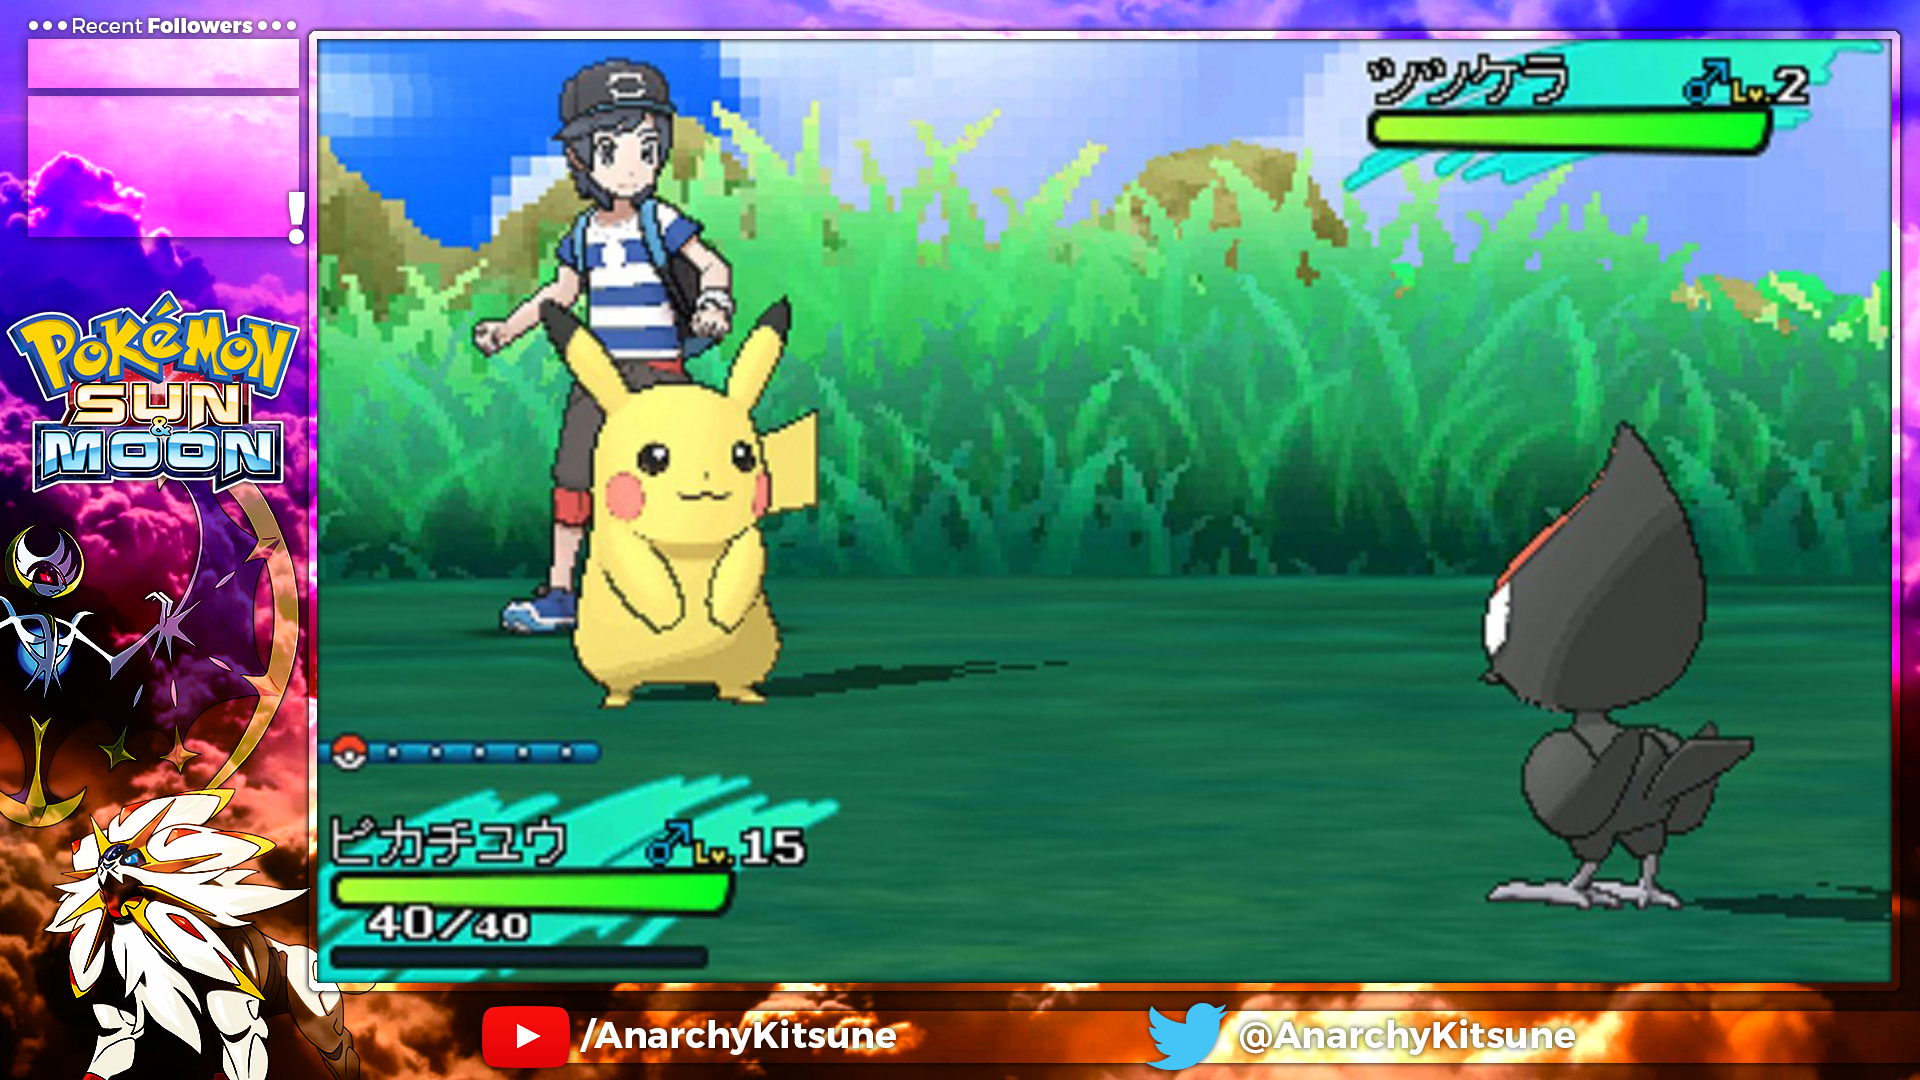 Recent Followers
!
POKéMON
SUN
&
MOON
ツツケラ ♂ Lv.2
ピカチュウ ♂ Lv.15
40/40
/AnarchyKitsune
@AnarchyKitsune